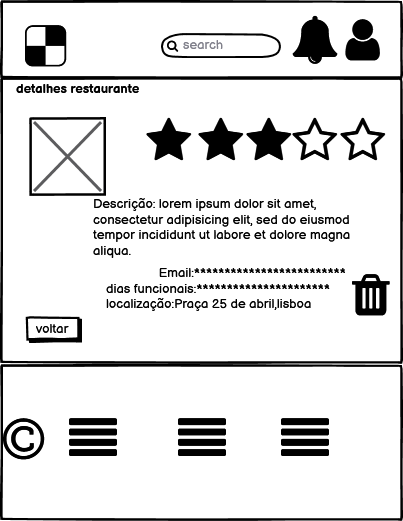 search
detalhes restaurante
Descrição: lorem ipsum dolor sit amet,
consectetur adipisicing elit, sed do eiusmod
tempor incididunt ut labore et dolore magna
aliqua.
Email:*************************
dias funcionais:**********************
localização:Praça 25 de abril,lisboa
voltar
©